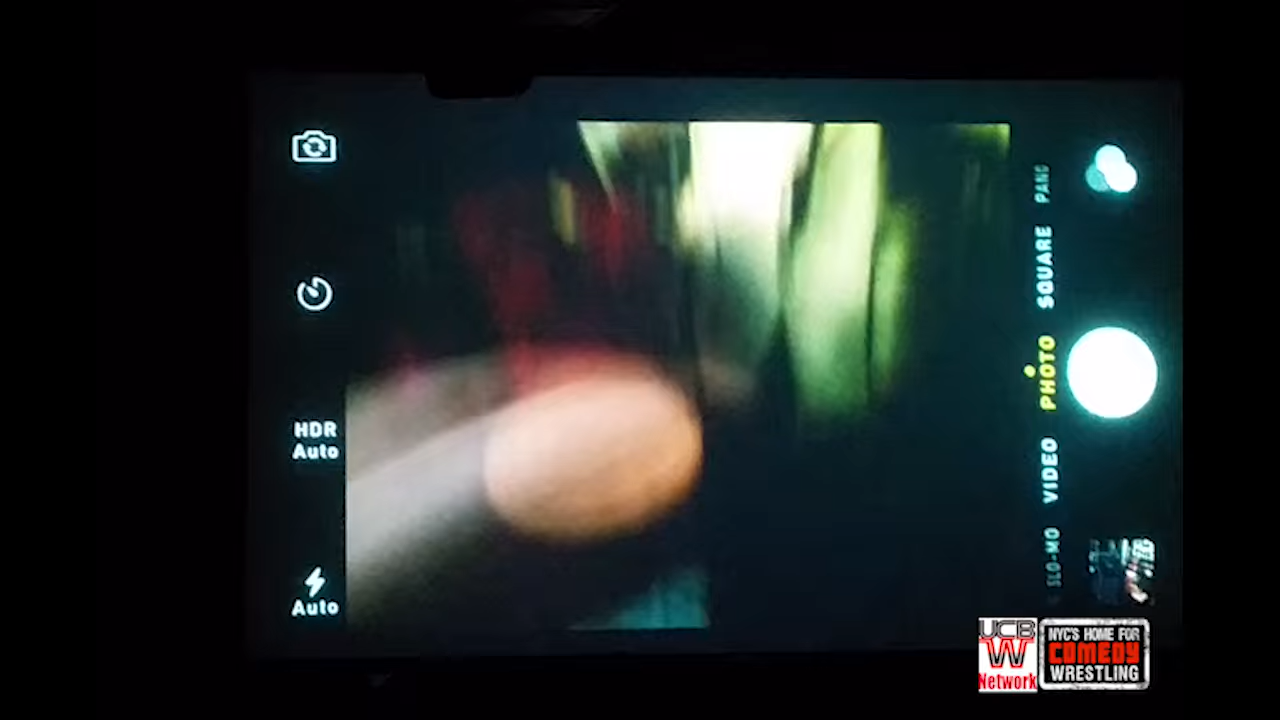 HDR
Auto
Auto
PANO
SQUARE
PHOTO
VIDEO
SLO-MO
UCB
W
Network
NYC'S HOME FOR
COMEDY
WRESTLING